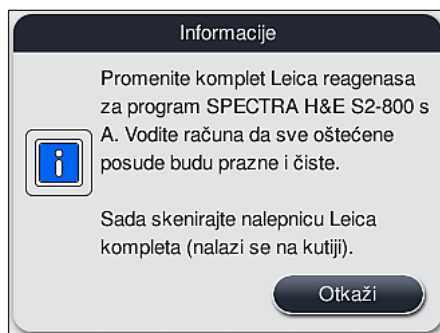 Informacije
Promenite komplet Leica reagenasa
za program SPECTRA H&E S2-800 s
A. Vodite računa da sve oštećene
posude budu prazne i čiste.
Sada skenirajte nalepnicu Leica
kompleta (nalazi se na kutiji).
Otkaži